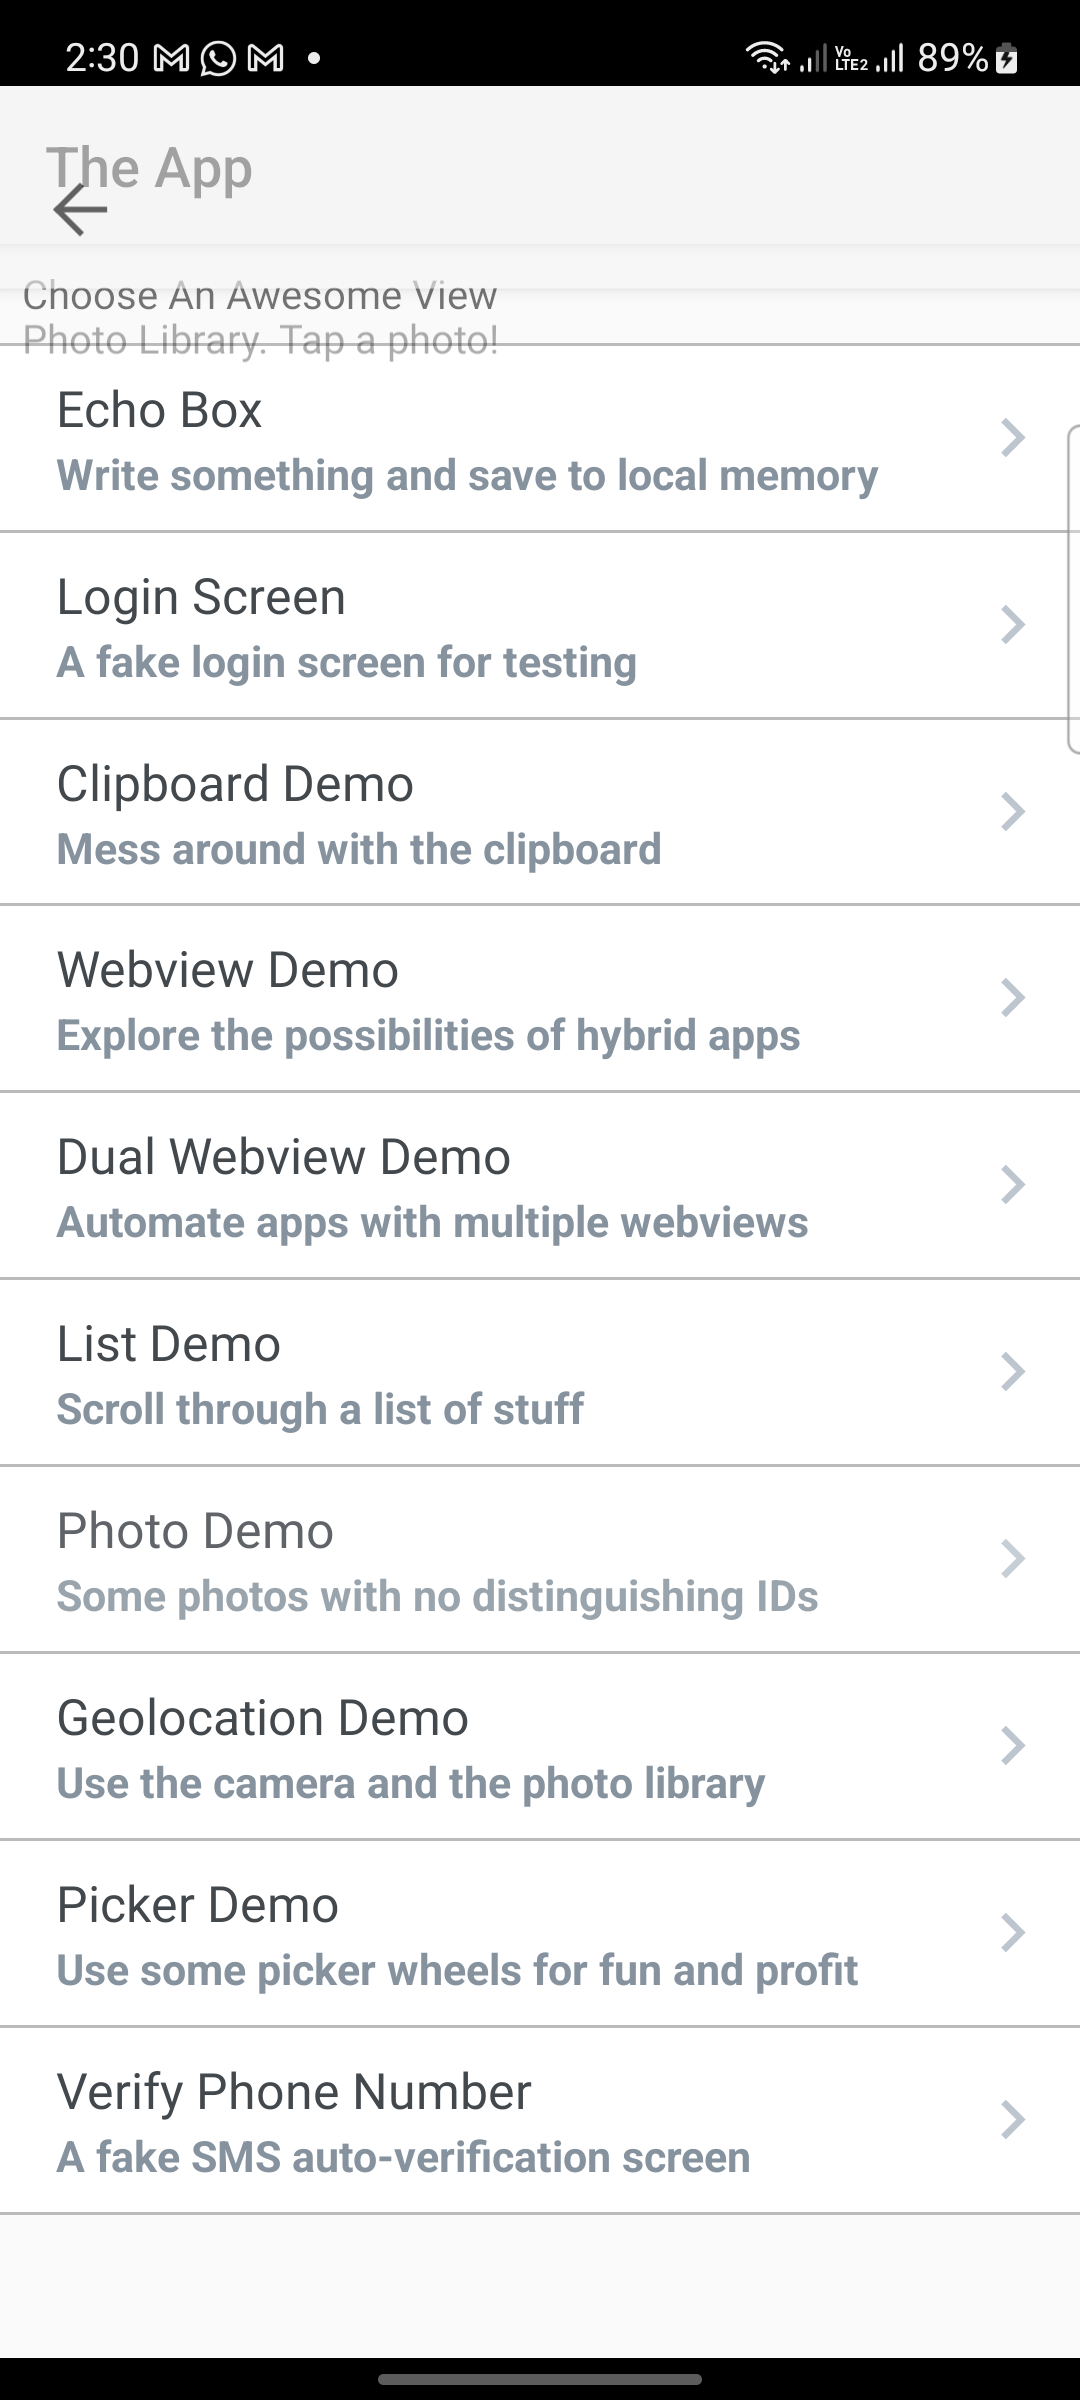 2:30
Vo
LTE2
89%
The App
Choose An Awesome View
Photo Library. Tap a photo!
Echo Box
Write something and save to local memory
Login Screen
A fake login screen for testing
Clipboard Demo
Mess around with the clipboard
Webview Demo
Explore the possibilities of hybrid apps
Dual Webview Demo
Automate apps with multiple webviews
List Demo
Scroll through a list of stuff
Photo Demo
Some photos with no distinguishing IDs
Geolocation Demo
Use the camera and the photo library
Picker Demo
Use some picker wheels for fun and profit
Verify Phone Number
A fake SMS auto-verification screen